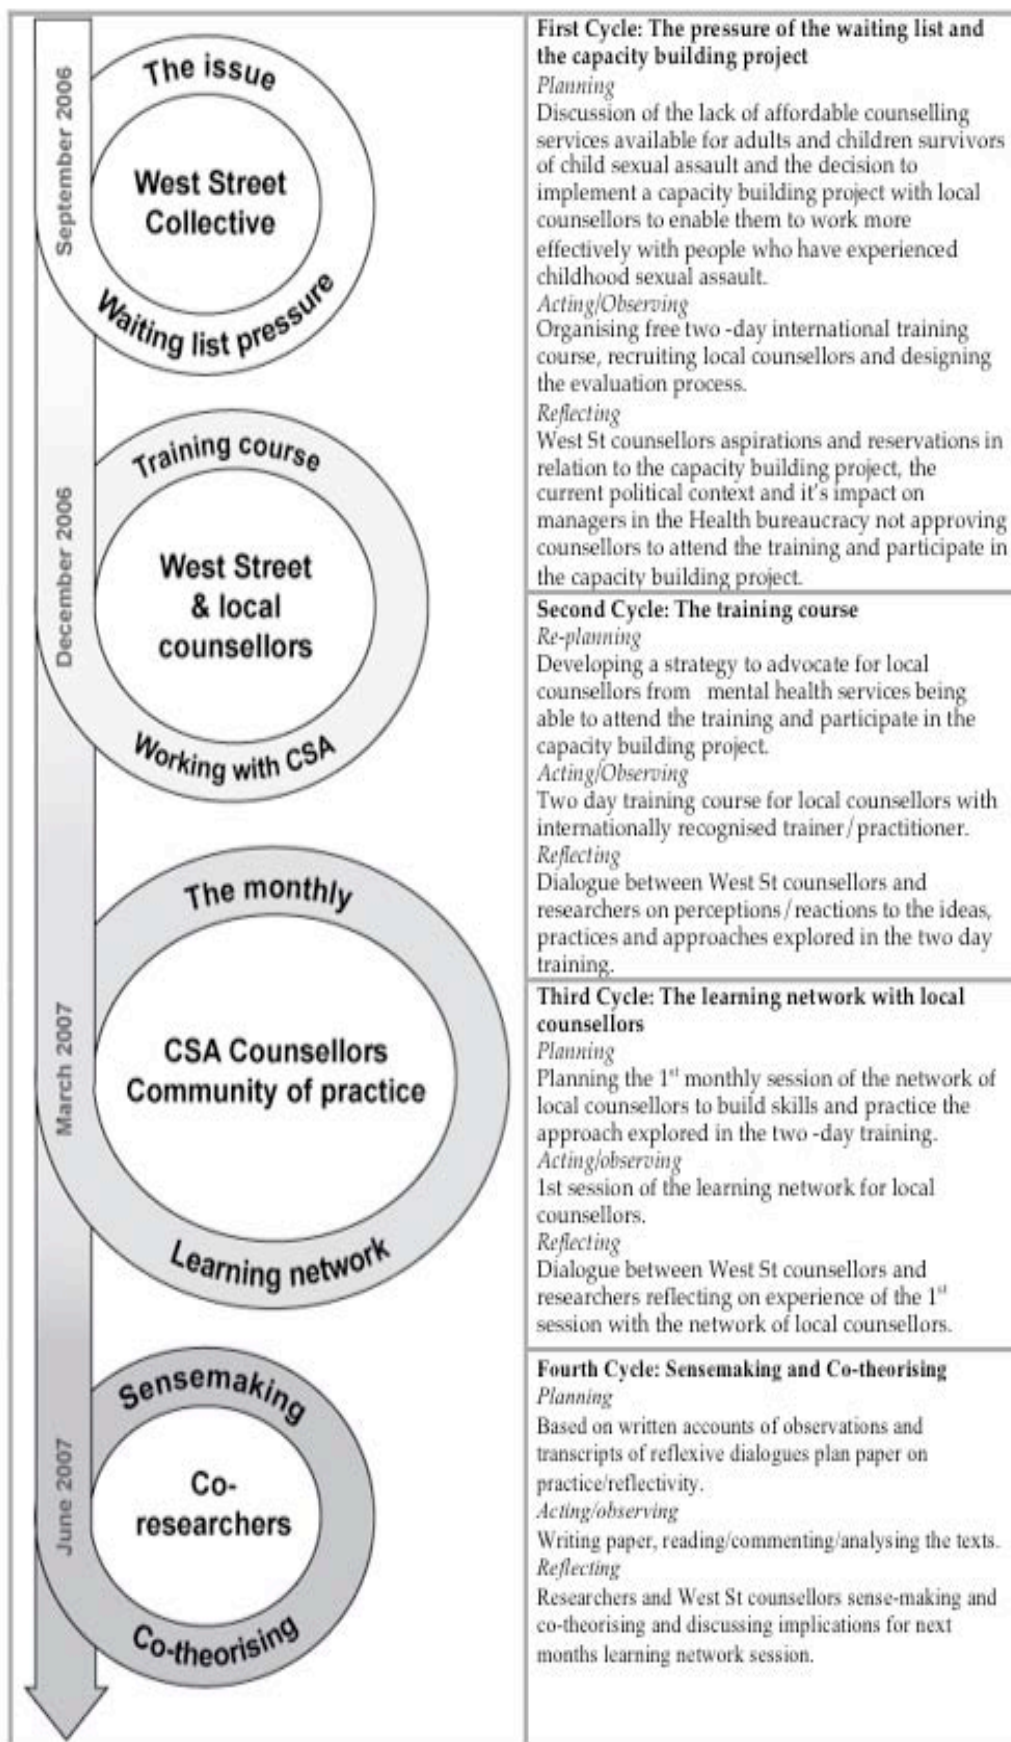 September 2006
The issue
West Street
Collective
Waiting list pressure
December 2006
Training course
West Street
& local
counsellors
Working with CSA
March 2007
The monthly
CSA Counsellors
Community of practice
Learning network
June 2007
Sensemaking
Co-
researchers
Co-theorising
First Cycle: The pressure of the waiting list and
the capacity building project
Planning
Discussion of the lack of affordable counselling
services available for adults and children survivors
of child sexual assault and the decision to
implement a capacity building project with local
counsellors to enable them to work more
effectively with people who have experienced
childhood sexual assault.
Acting/Observing
Organising free two -day international training
course, recruiting local counsellors and designing
the evaluation process.
Reflecting
West St counsellors aspirations and reservations in
relation to the capacity building project, the
current political context and it's impact on
managers in the Health bureaucracy not approving
counsellors to attend the training and participate in
the capacity building project.
Second Cycle: The training course
Re-planning
Developing a strategy to advocate for local
counsellors from mental health services being
able to attend the training and participate in the
capacity building project.
Acting/Observing
Two day training course for local counsellors with
internationally recognised trainer/practitioner.
Reflecting
Dialogue between West St counsellors and
researchers on perceptions/reactions to the ideas,
practices and approaches explored in the two day
training.
Third Cycle: The learning network with local
counsellors
Planning
Planning the 1st monthly session of the network of
local counsellors to build skills and practice the
approach explored in the two -day training.
Acting/observing
1st session of the learning network for local
counsellors.
Reflecting
Dialogue between West St counsellors and
researchers reflecting on experience of the 1st
session with the network of local counsellors.
Fourth Cycle: Sensemaking and Co-theorising
Planning
Based on written accounts of observations and
transcripts of reflexive dialogues plan paper on
practice/reflectivity.
Acting/observing
Writing paper, reading/commenting/analysing the texts.
Reflecting
Researchers and West St counsellors sense-making and
co-theorising and discussing implications for next
months learning network session.